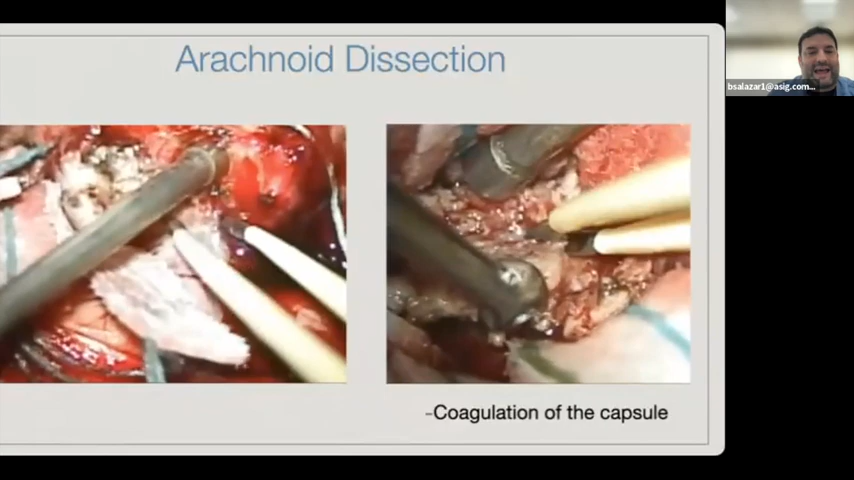 Arachnoid Dissection
bsalazar1@asig.com...
-Coagulation of the capsule